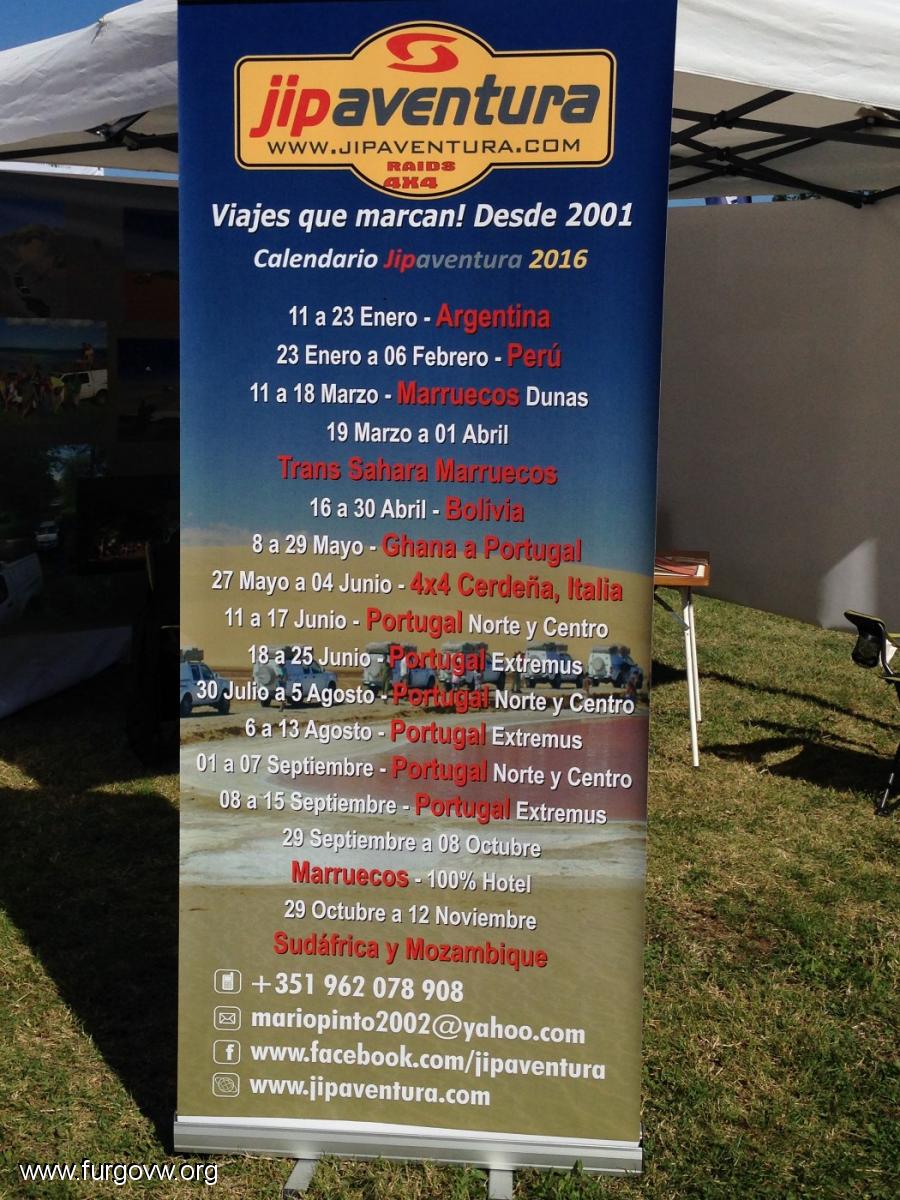 jipaventura
WWW.JIPAVENTURA.COM
RAIDS
4X4
Viajes que marcan! Desde 2001
Calendario Jipaventura 2016
11 a 23 Enero - Argentina
23 Enero a 06 Febrero - Perú
11 a 18 Marzo - Marruecos Dunas
19 Marzo a 01 Abril
Trans Sahara Marruecos
16 a 30 Abril - Bolivia
8 a 29 Mayo - Ghana a Portugal
27 Mayo a 04 Junio - 4x4 Cerdeña, Italia
11 a 17 Junio - Portugal Norte y Centro
18 a 25 Junio - Portugal Extremus
30 Julio a 5 Agosto - Portugal Norte y Centro
6 a 13 Agosto - Portugal Extremus
01 a 07 Septiembre - Portugal Norte y Centro
08 a 15 Septiembre - Portugal Extremus
29 Septiembre a 08 Octubre
Marruecos - 100% Hotel
29 Octubre a 12 Noviembre
Sudáfrica y Mozambique
+351 962 078 908
mariopinto2002@yahoo.com
www.facebook.com/jipaventura
www.jipaventura.com
www.furgovw.org